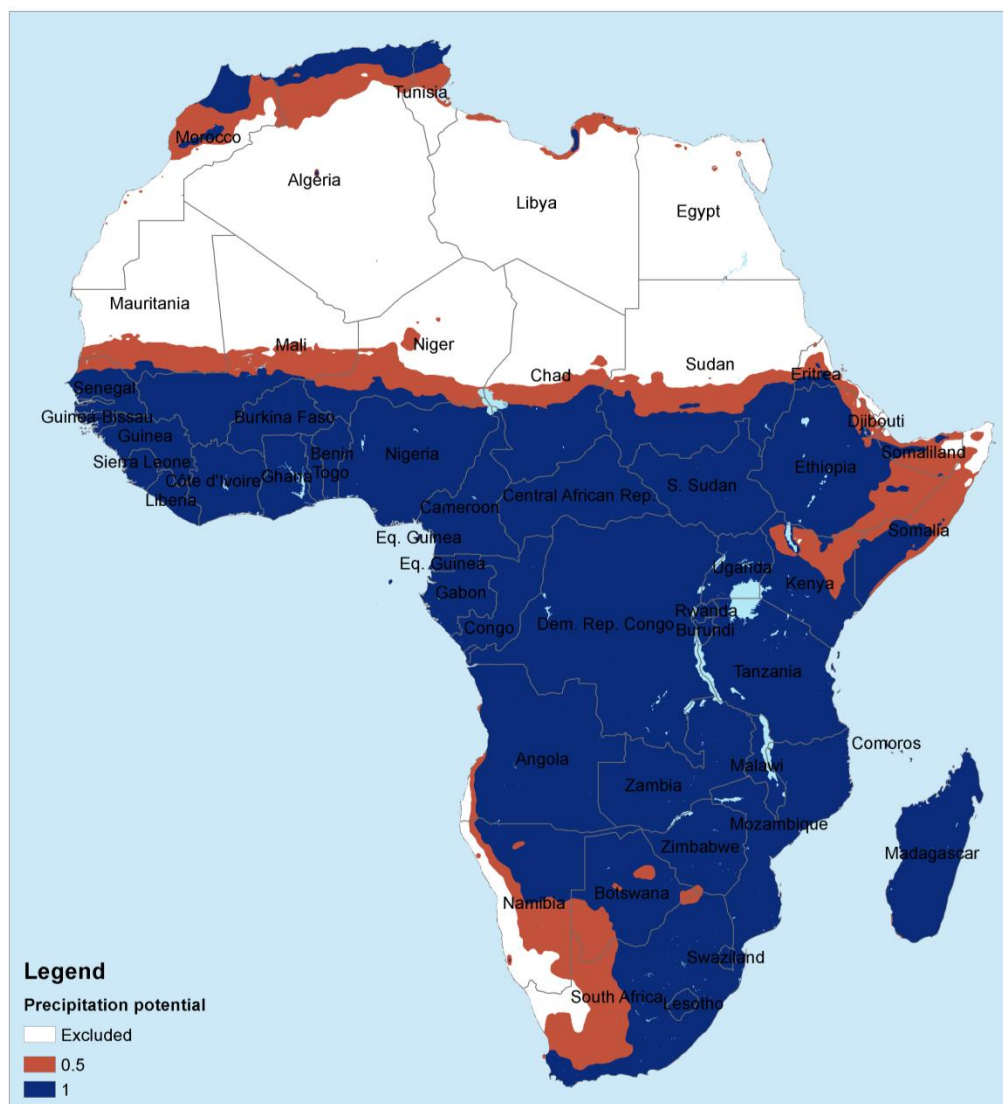 Tunisia
Morocco
Algeria
Libya
Egypt
Mauritania
Mali
Niger
Chad
Sudan
Eritrea
Senegal
Djibouti
Guinea-Bissau
Burkina Faso
Guinea
Benin
Nigeria
Somaliland
Sierra Leone
Côte d'Ivoire
Ghana
Togo
Ethiopia
Liberia
Central African Rep.
S. Sudan
Cameroon
Somalia
Eq. Guinea
Eq. Guinea
Uganda
Kenya
Gabon
Rwanda
Congo
Dem. Rep. Congo
Burundi
Tanzania
Comoros
Angola
Malawi
Zambia
Mozambique
Zimbabwe
Madagascar
Botswana
Namibia
Swaziland
South Africa
Lesotho
Legend
Precipitation potential
Excluded
0.5
1